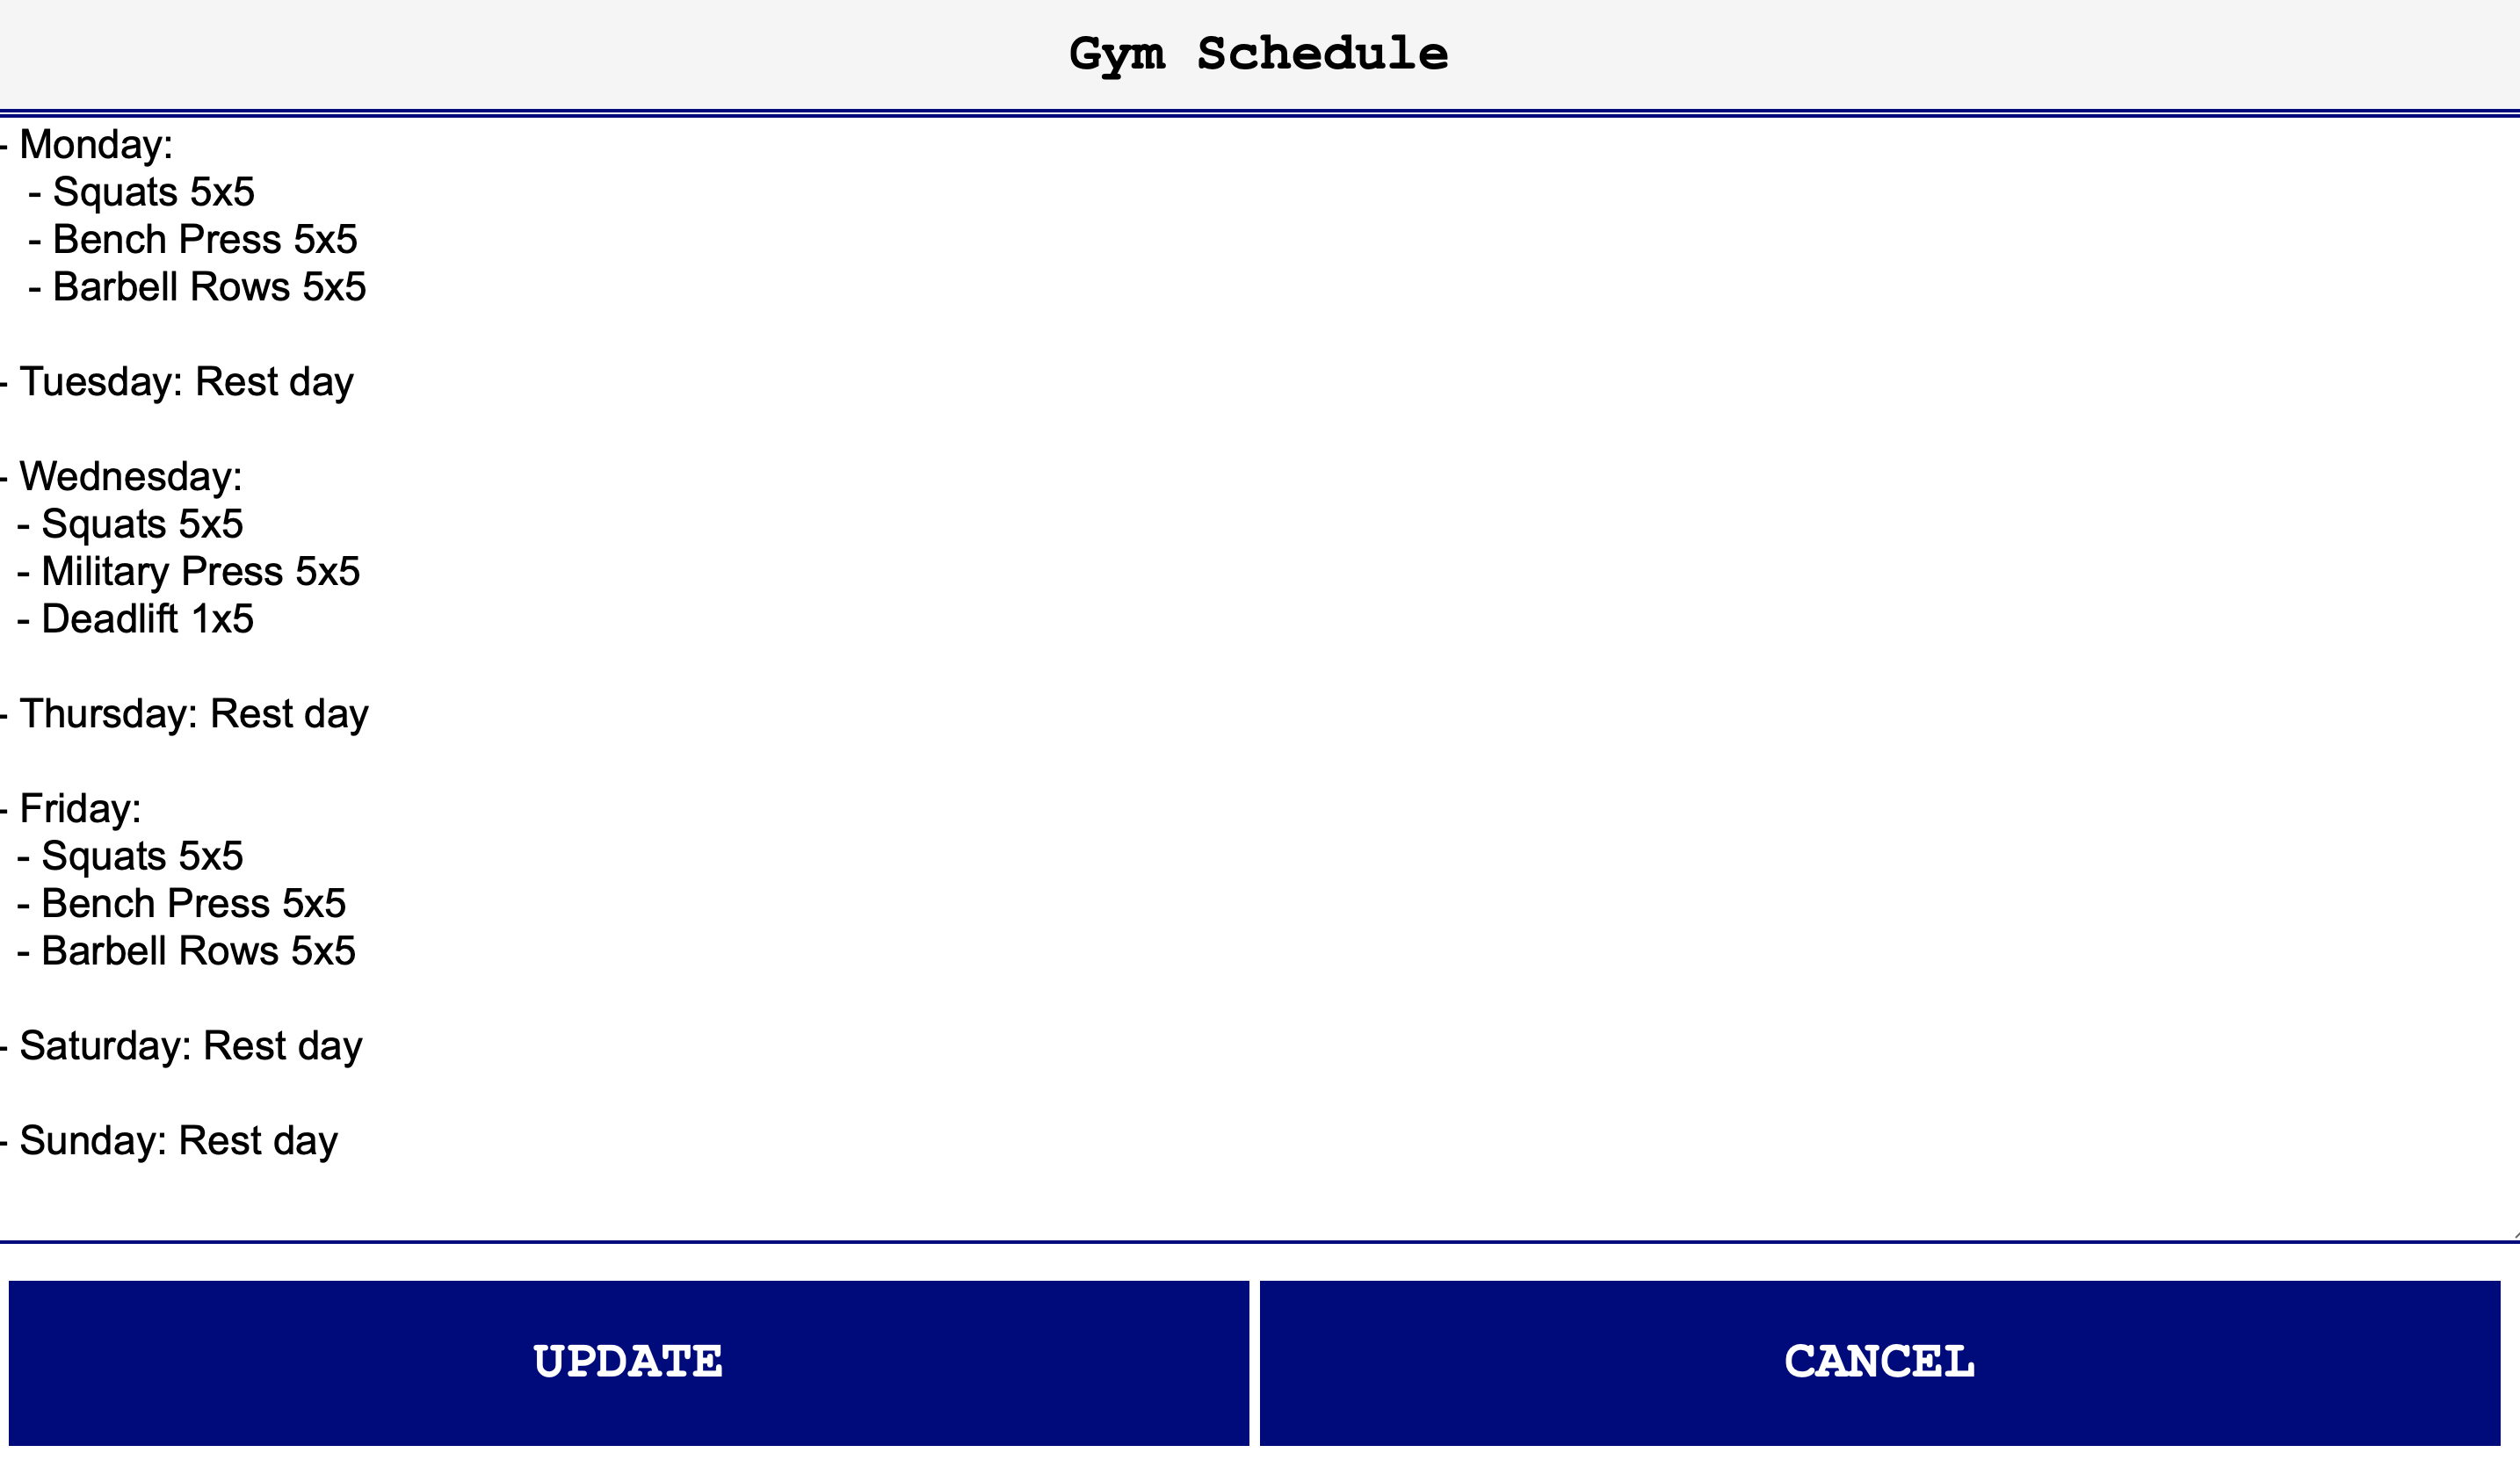 Gym Schedule
- Monday:
- Squats 5x5
- Bench Press 5x5
- Barbell Rows 5x5
- Tuesday: Rest day
- Wednesday:
- Squats 5x5
- Military Press 5x5
- Deadlift 1x5
- Thursday: Rest day
- Friday:
- Squats 5x5
- Bench Press 5x5
- Barbell Rows 5x5
- Saturday: Rest day
- Sunday: Rest day
UPDATE
CANCEL